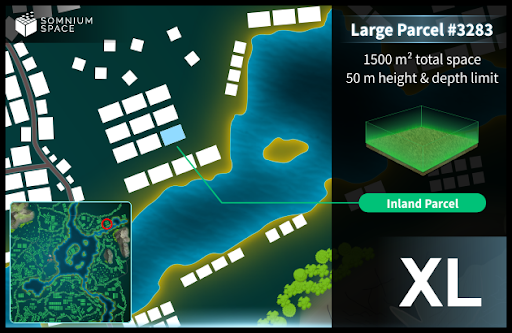 SOMNIUM
SPACE
Large Parcel #3283
1500 m² total space
50 m height & depth limit
Inland Parcel
XL